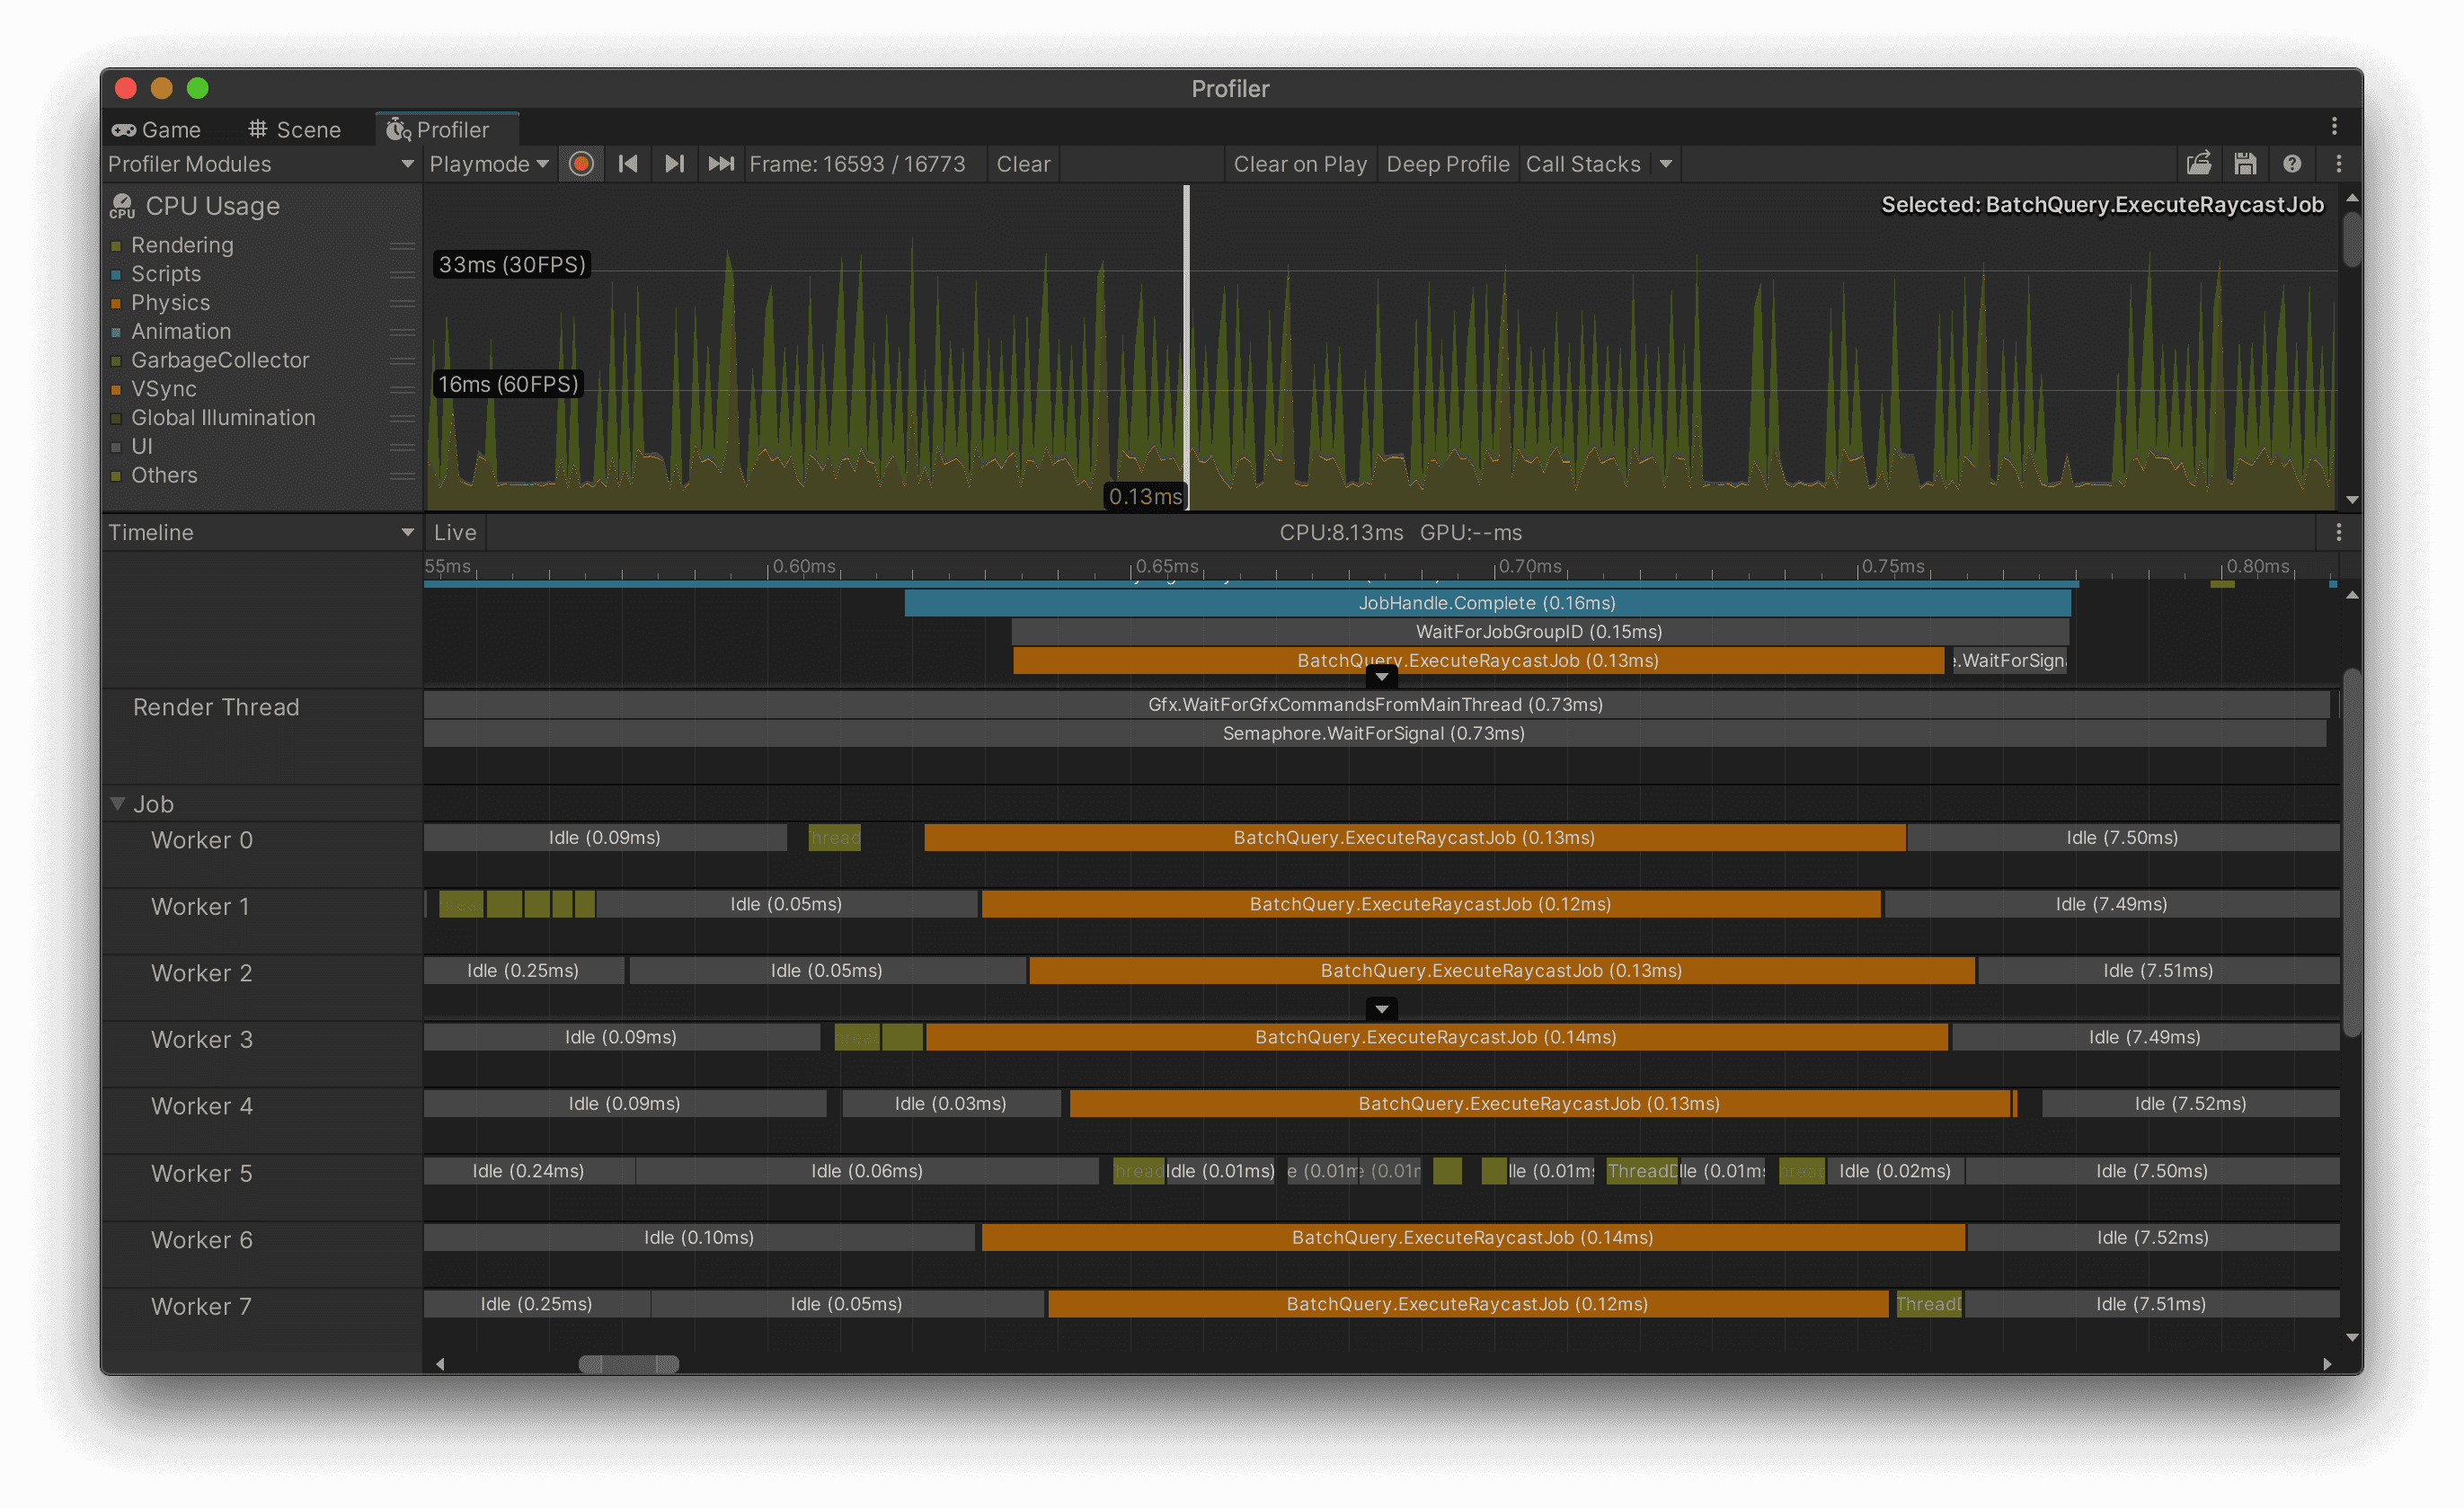 Profiler
Game Scene Profiler
Profiler Modules Playmode Frame: 16593 / 16773 Clear Clear on Play Deep Profile Call Stacks
CPU Usage
Selected: BatchQuery.ExecuteRaycastJob
Rendering
Scripts
Physics
Animation
GarbageCollector
VSync
Global Illumination
UI
Others
33ms (30FPS)
16ms (60FPS)
0.13ms
Timeline Live CPU:8.13ms GPU:--ms
55ms 0.60ms 0.65ms 0.70ms 0.75ms 0.80ms
JobHandle.Complete (0.16ms)
WaitForJobGroupID (0.15ms)
BatchQuery.ExecuteRaycastJob (0.13ms) .WaitForSign
Render Thread Gfx.WaitForGfxCommandsFromMainThread (0.73ms)
Semaphore.WaitForSignal (0.73ms)
Job
Worker 0 Idle (0.09ms) hread BatchQuery.ExecuteRaycastJob (0.13ms) Idle (7.50ms)
Worker 1 Idle (0.05ms) BatchQuery.ExecuteRaycastJob (0.12ms) Idle (7.49ms)
Worker 2 Idle (0.25ms) Idle (0.05ms) BatchQuery.ExecuteRaycastJob (0.13ms) Idle (7.51ms)
Worker 3 Idle (0.09ms) BatchQuery.ExecuteRaycastJob (0.14ms) Idle (7.49ms)
Worker 4 Idle (0.09ms) Idle (0.03ms) BatchQuery.ExecuteRaycastJob (0.13ms) Idle (7.52ms)
Worker 5 Idle (0.24ms) Idle (0.06ms) hread Idle (0.01ms) e (0.01m (0.01r lle (0.01m ThreadD lle (0.01m Idle (0.02ms) Idle (7.50ms)
Worker 6 Idle (0.10ms) BatchQuery.ExecuteRaycastJob (0.14ms) Idle (7.52ms)
Worker 7 Idle (0.25ms) Idle (0.05ms) BatchQuery.ExecuteRaycastJob (0.12ms) ThreadD Idle (7.51ms)